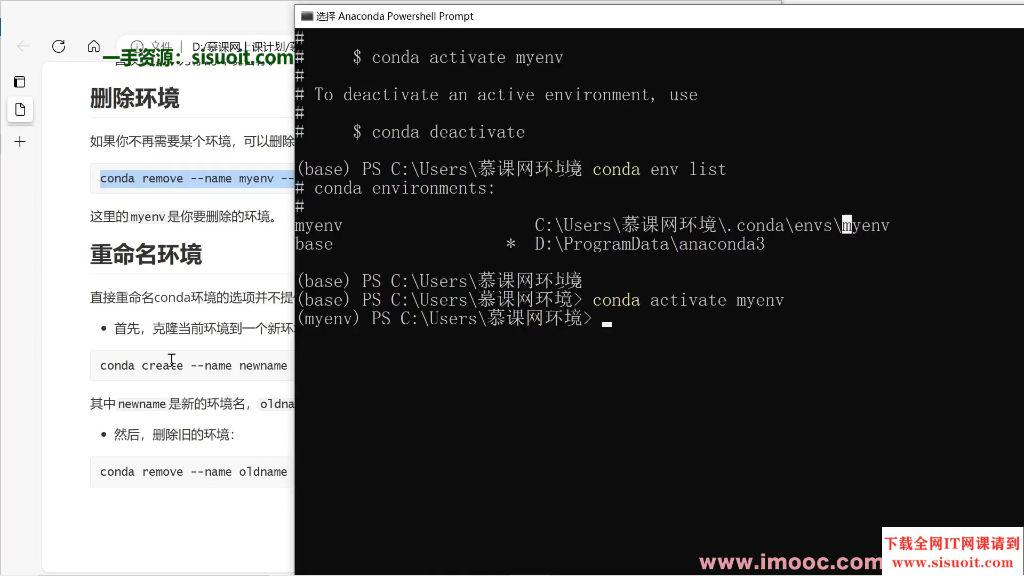 文件 D:/慕课网 课计划
一手资源：sisuoit.com
删除环境
如果你不再需要某个环境，可以删除
conda remove --name myenv --
这里的myenv是你要删除的环境。
重命名环境
直接重命名conda环境的选项并不提
• 首先，克隆当前环境到一个新环
conda create --name newname
其中newname是新的环境名，oldna
• 然后，删除旧的环境：
conda remove --name oldname
选择 Anaconda Powershell Prompt
#
# $ conda activate myenv
#
# To deactivate an active environment, use
#
# $ conda deactivate
(base) PS C:\Users\慕课网环境 conda env list
# conda environments:
#
myenv C:\Users\慕课网环境\.conda\envs\myenv
base * D:\ProgramData\anaconda3
(base) PS C:\Users\慕课网环境
(base) PS C:\Users\慕课网环境> conda activate myenv
(myenv) PS C:\Users\慕课网环境>
www.imooc.com
下载全网IT网课请到
www.sisuoit.com